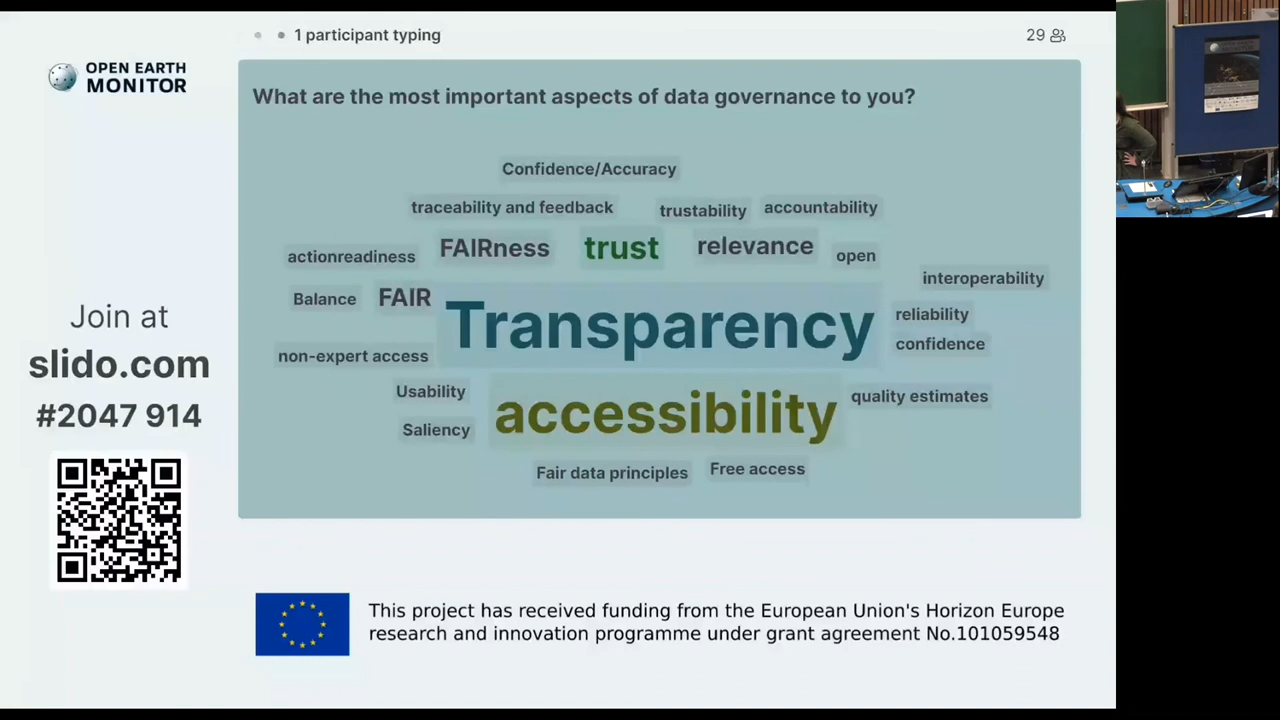 1 participant typing
29
OPEN EARTH
MONITOR
What are the most important aspects of data governance to you?
Confidence/Accuracy
traceability and feedback
trustability
accountability
actionreadiness
FAIRness
trust
relevance
open
interoperability
Balance
FAIR
Transparency
reliability
confidence
non-expert access
Usability
accessibility
quality estimates
Saliency
Fair data principles
Free access
Join at
slido.com
#2047 914
This project has received funding from the European Union's Horizon Europe
research and innovation programme under grant agreement No.101059548